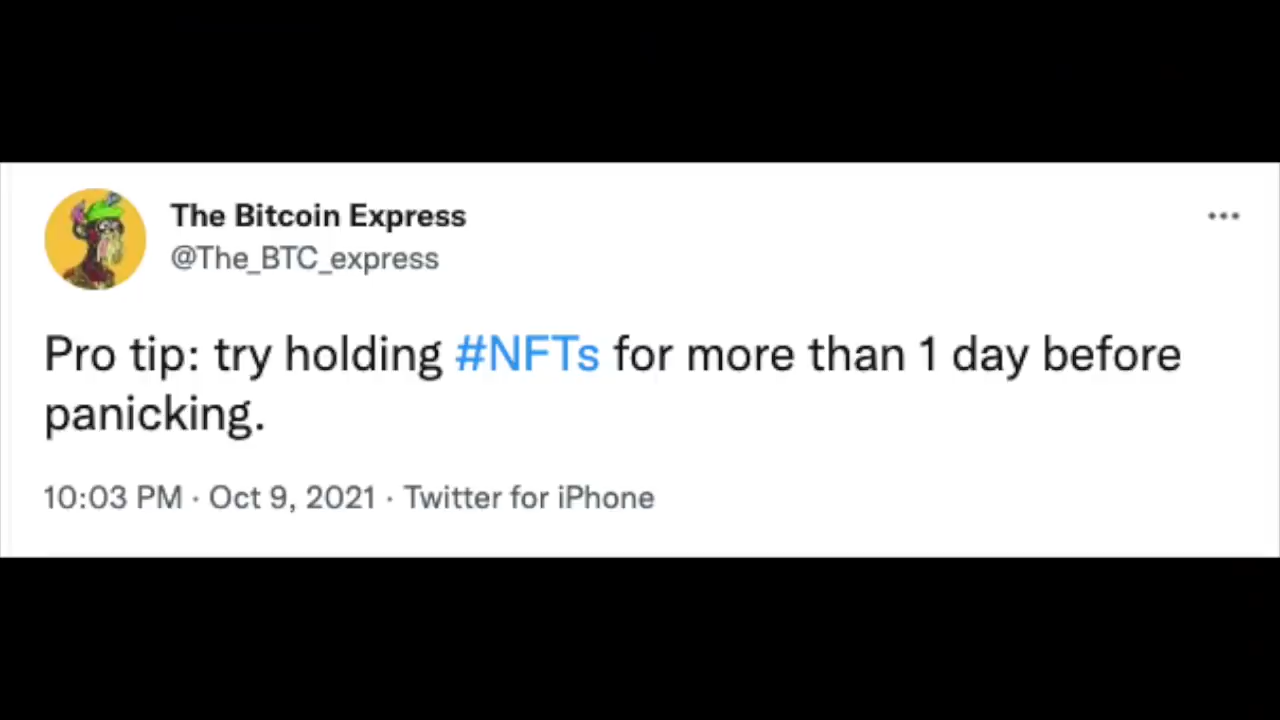 The Bitcoin Express
@The_BTC_express
Pro tip: try holding #NFTs for more than 1 day before
panicking.
10:03 PM · Oct 9, 2021 · Twitter for iPhone